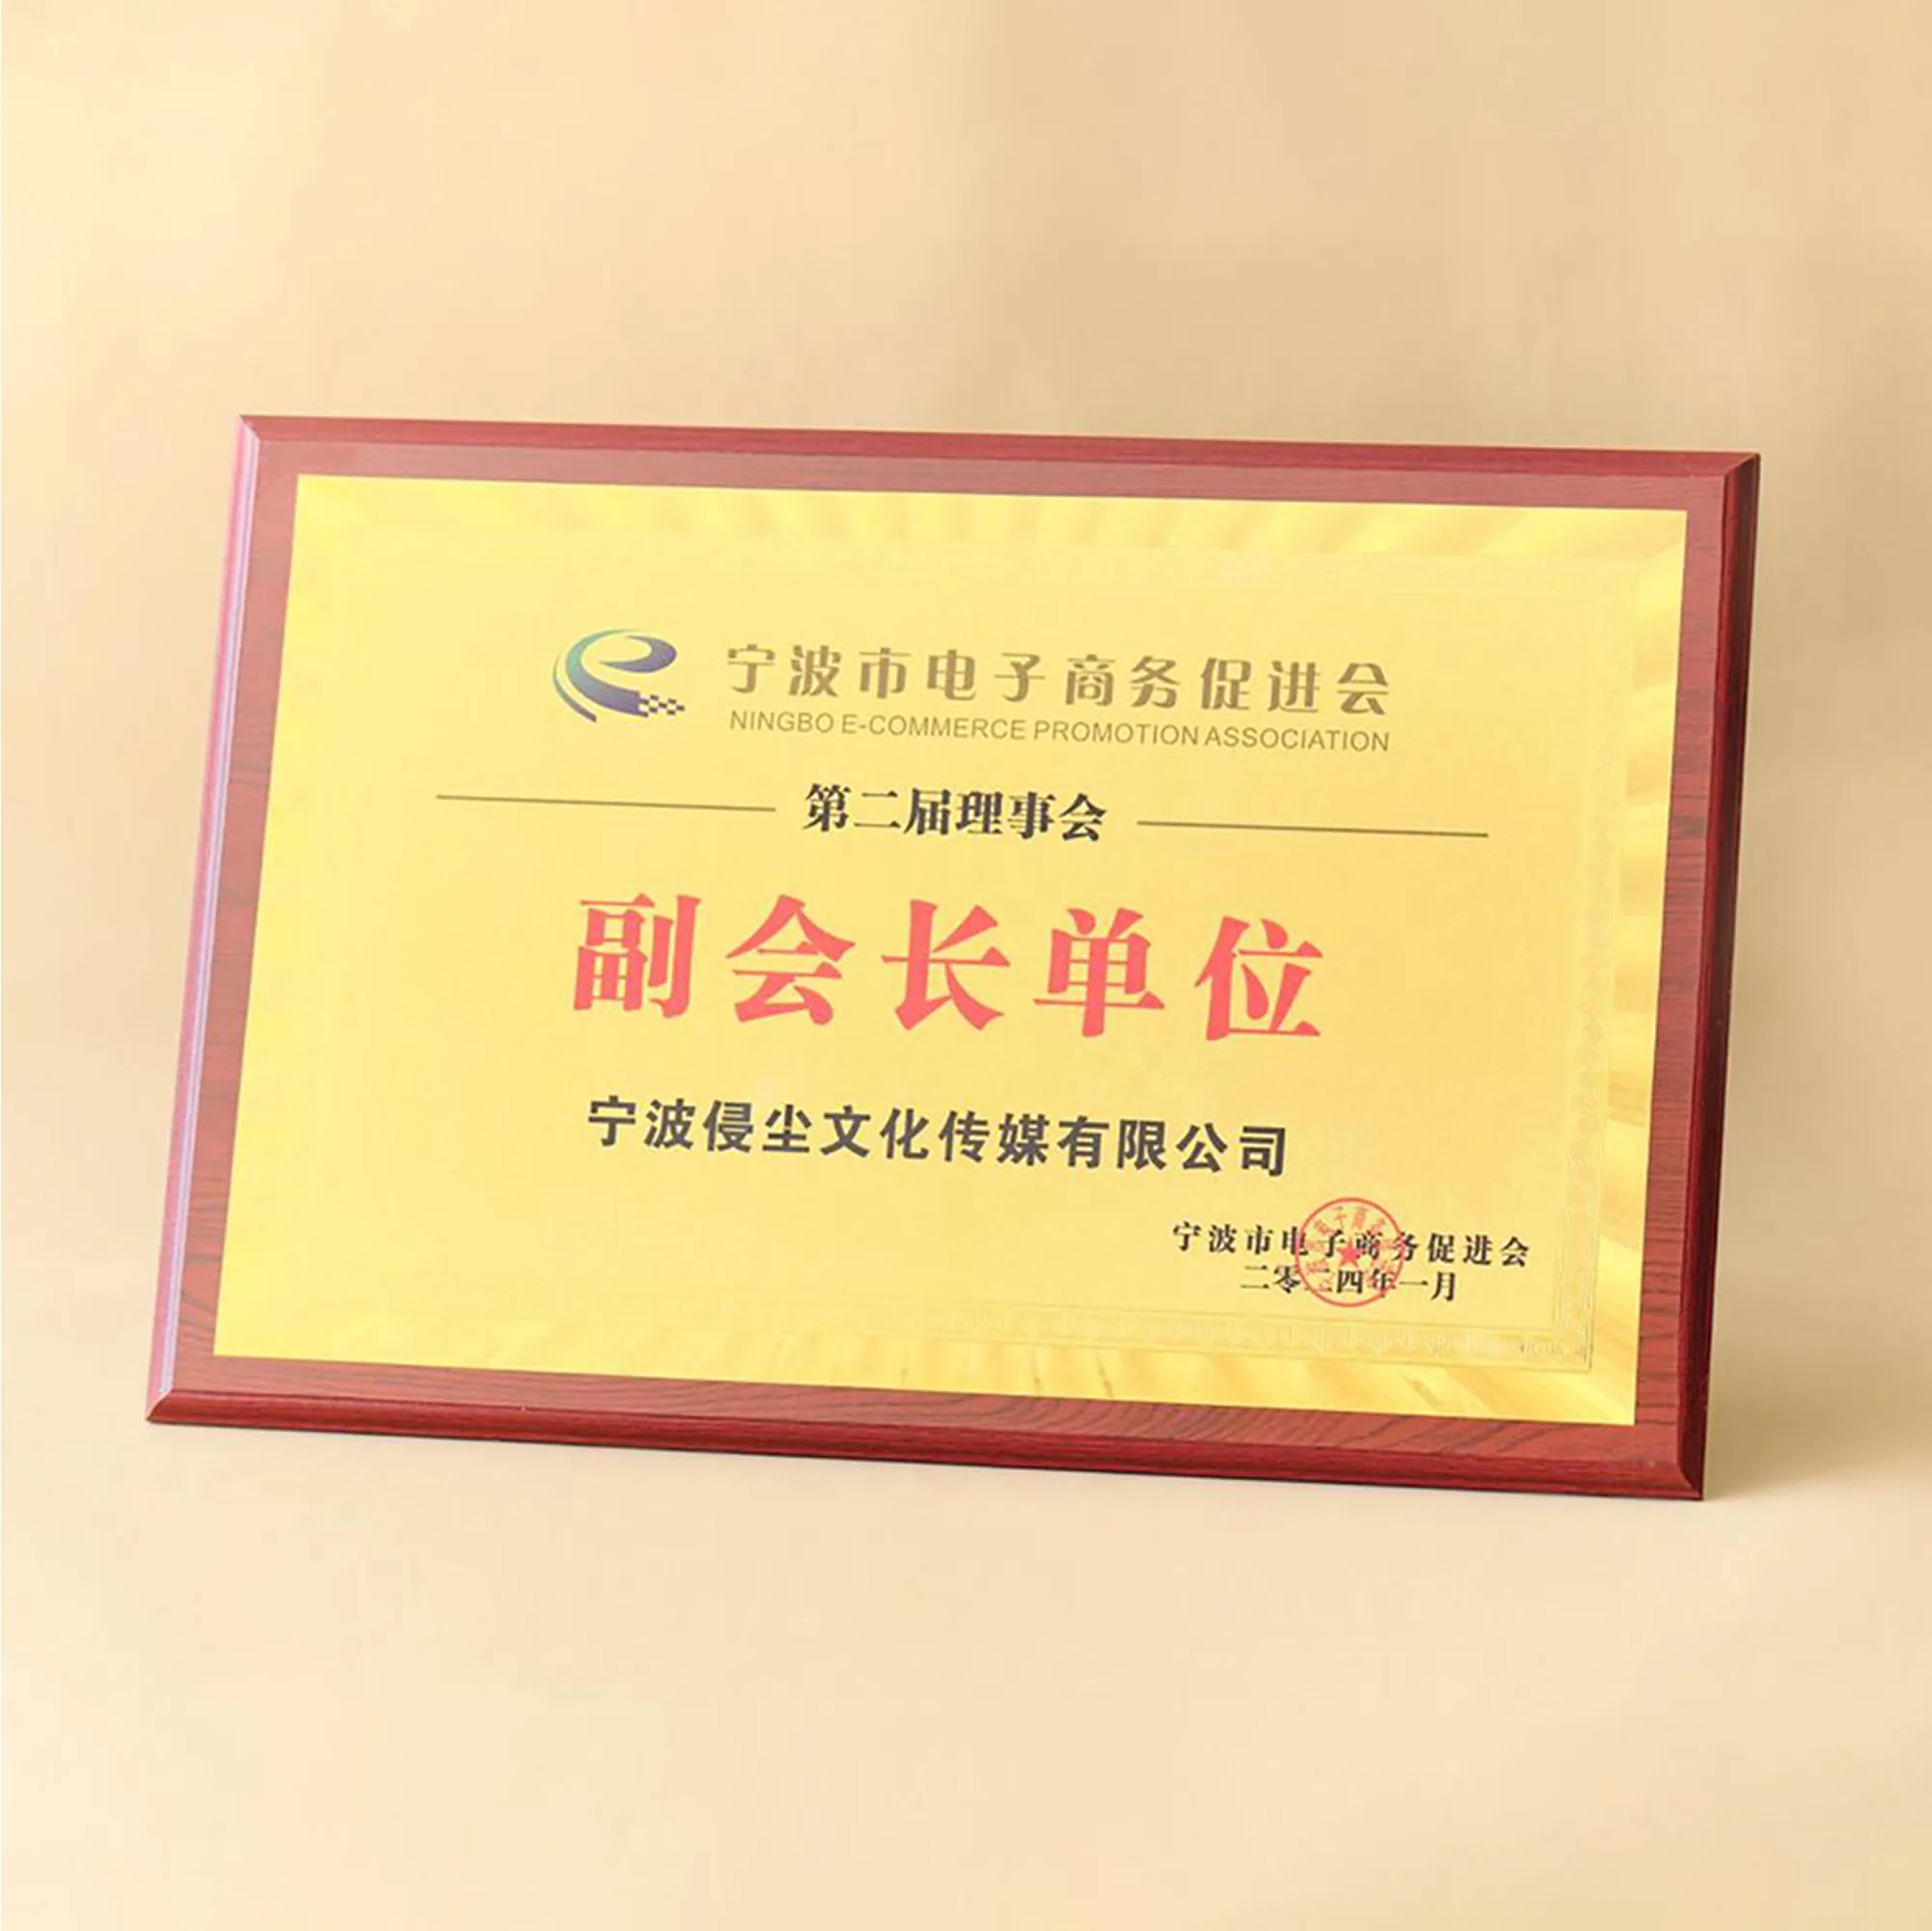 宁波市电子商务促进会
NINGBO E-COMMERCE PROMOTION ASSOCIATION
第二届理事会
副会长单位
宁波侵尘文化传媒有限公司
宁波市电子商务促进会
二零二四年一月